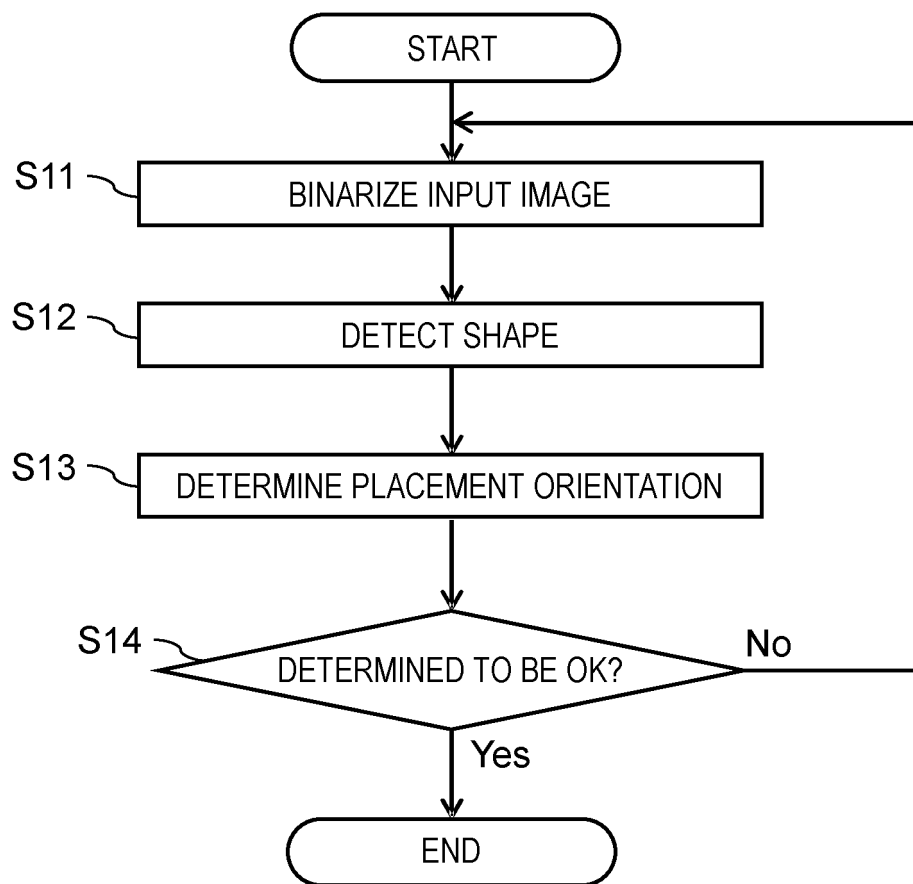 START
S11
BINARIZE INPUT IMAGE
S12
DETECT SHAPE
S13
DETERMINE PLACEMENT ORIENTATION
S14
DETERMINED TO BE OK?
No
Yes
END